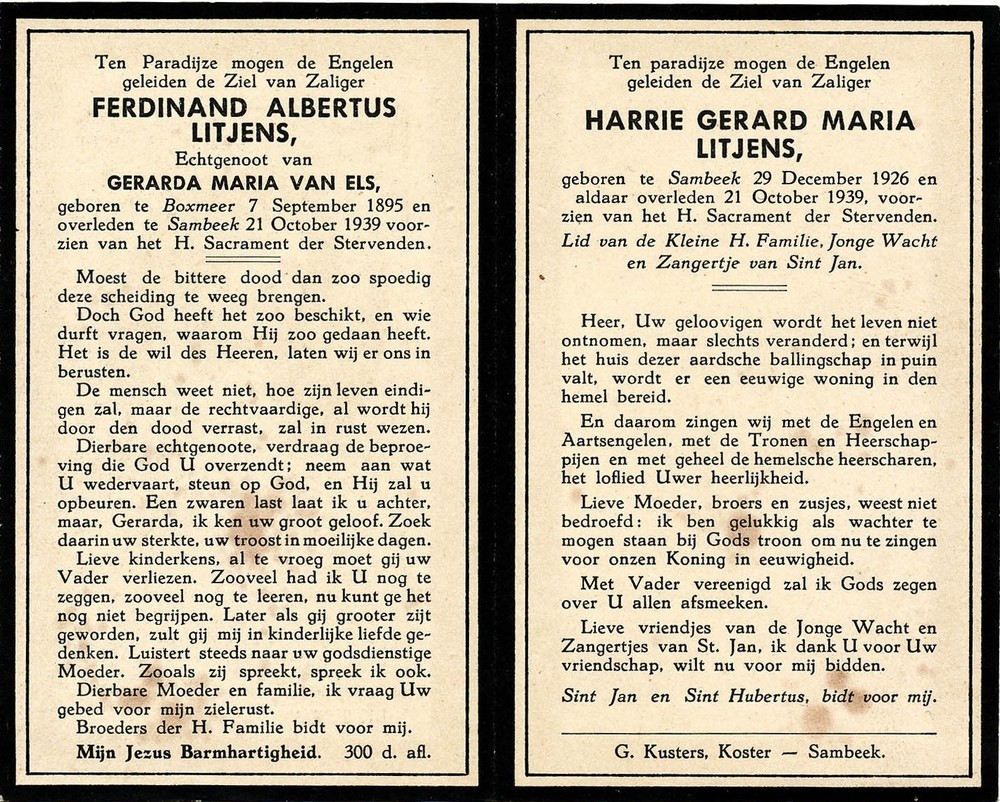 Ten Paradijze mogen de Engelen
geleiden de Ziel van Zaliger
FERDINAND ALBERTUS
LITJENS,
Echtgenoot van
GERARDA MARIA VAN ELS,
geboren te Boxmeer 7 September 1895 en
overleden te Sambeek 21 October 1939 voor-
zien van het H. Sacrament der Stervenden.
Moest de bittere dood dan zoo spoedig
deze scheiding te weeg brengen.
Doch God heeft het zoo beschikt, en wie
durft vragen, waarom Hij zoo gedaan heeft.
Het is de wil des Heeren, laten wij er ons in
berusten.
De mensch weet niet, hoe zijn leven eindi-
gen zal, maar de rechtvaardige, al wordt hij
door den dood verrast, zal in rust wezen.
Dierbare echtgenoote, verdraag de beproe-
ving die God U overzendt; neem aan wat
U wedervaart, steun op God, en Hij zal u
opbeuren. Een zwaren last laat ik u achter,
maar, Gerarda, ik ken uw groot geloof. Zoek
daarin uw sterkte, uw troost in moeilijke dagen.
Lieve kinderkens, al te vroeg moet gij uw
Vader verliezen. Zooveel had ik U nog te
zeggen, zooveel nog te leeren, nu kunt ge het
nog niet begrijpen. Later als gij grooter zijt
geworden, zult gij mij in kinderlijke liefde ge-
denken. Luistert steeds naar uw godsdienstige
Moeder. Zooals zij spreekt, spreek ik ook.
Dierbare Moeder en familie, ik vraag Uw
gebed voor mijn zielerust.
Broeders der H. Familie bidt voor mij.
Mijn Jezus Barmhartigheid. 300 d. afl.
Ten paradijze mogen de Engelen
geleiden de Ziel van Zaliger
HARRIE GERARD MARIA
LITJENS,
geboren te Sambeek 29 December 1926 en
aldaar overleden 21 October 1939, voor-
zien van het H. Sacrament der Stervenden.
Lid van de Kleine H. Familie, Jonge Wacht
en Zangertje van Sint Jan.
Heer, Uw geloovigen wordt het leven niet
ontnomen, maar slechts veranderd; en terwijl
het huis dezer aardsche ballingschap in puin
valt, wordt er een eeuwige woning in den
hemel bereid.
En daarom zingen wij met de Engelen en
Aartsengelen, met de Tronen en Heerschap-
pijen en met geheel de hemelsche heerscharen,
het loflied Uwer heerlijkheid.
Lieve Moeder, broers en zusjes, weest niet
bedroefd: ik ben gelukkig als wachter te
mogen staan bij Gods troon om nu te zingen
voor onzen Koning in eeuwigheid.
Met Vader vereenigd zal ik Gods zegen
over U allen afsmeeken.
Lieve vriendjes van de Jonge Wacht en
Zangertjes van St. Jan, ik dank U voor Uw
vriendschap, wilt nu voor mij bidden.
Sint Jan en Sint Hubertus, bidt voor mij.
G. Kusters, Koster — Sambeek.